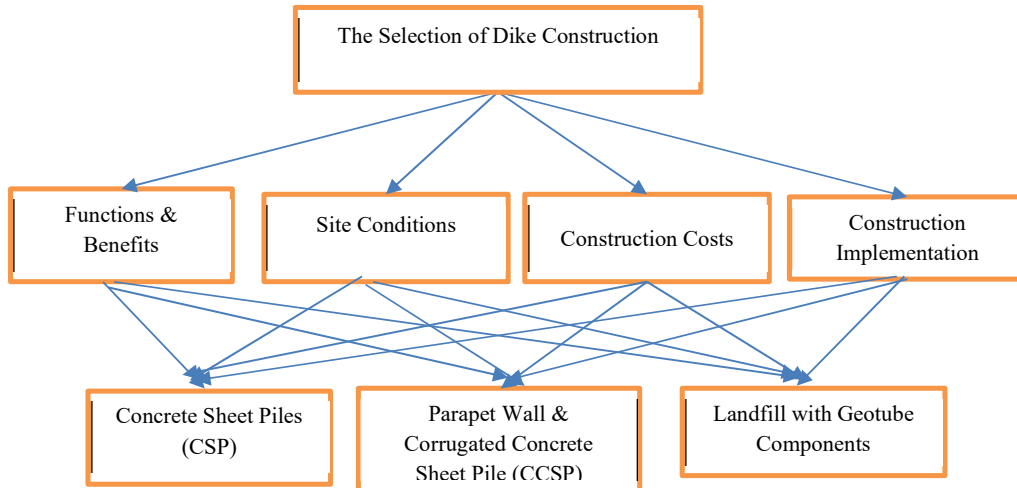 The Selection of Dike Construction
Functions &
Benefits
Site Conditions
Construction Costs
Construction
Implementation
Concrete Sheet Piles
(CSP)
Parapet Wall &
Corrugated Concrete
Sheet Pile (CCSP)
Landfill with Geotube
Components